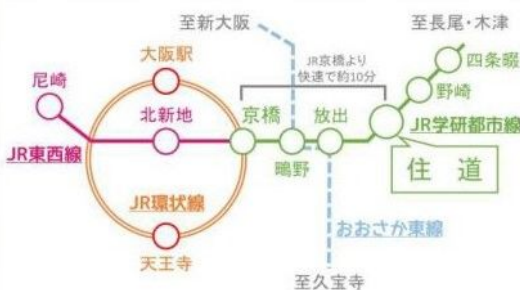 至新大阪
至長尾・木津
大阪駅
JR京橋より
快速で約10分
四条畷
尼崎
野崎
北新地
京橋
放出
JR学研都市線
JR東西線
鴫野
住道
JR環状線
おおさか東線
天王寺
至久宝寺